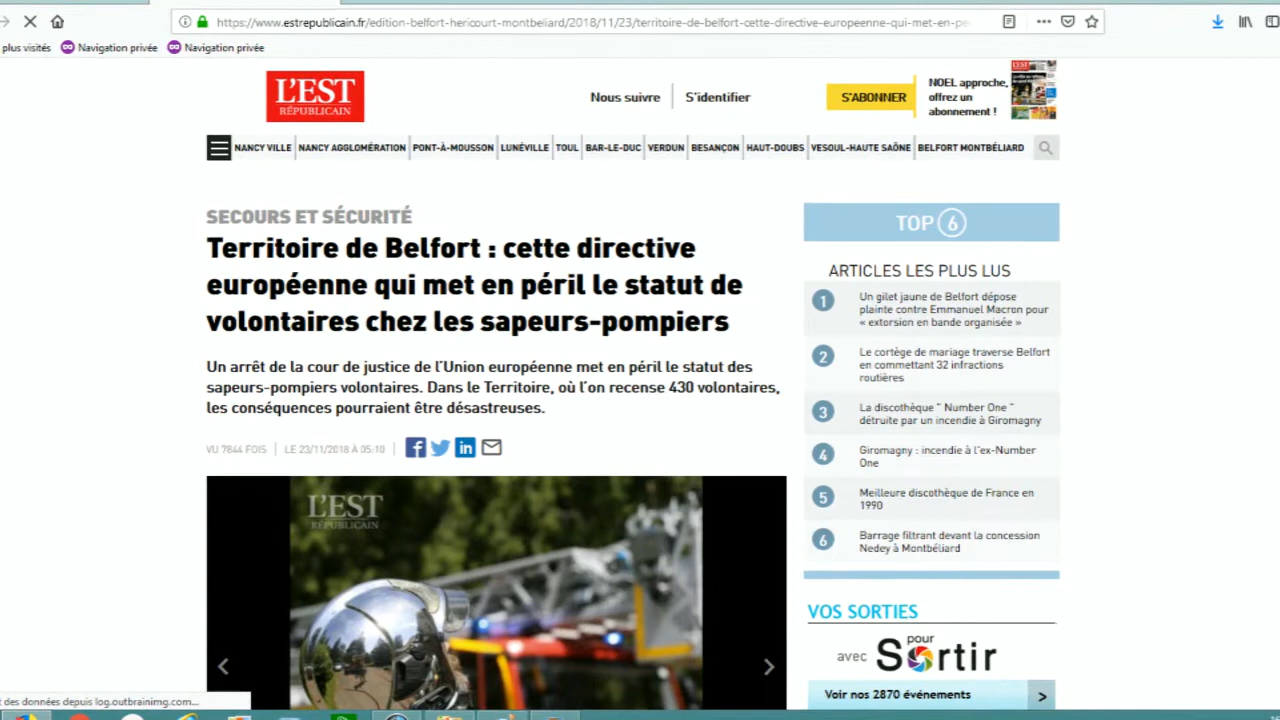 https://www.estrepublicain.fr/edition-belfort-hericourt-montbeliard/2018/11/23/territoire-de-belfort-cette-directive-europeenne-qui-met-en-pe
plus visités Navigation privée Navigation privée
L'EST
RÉPUBLICAIN
Nous suivre S'identifier
S'ABONNER
NOEL approche,
offrez un
abonnement !
NANCY VILLE NANCY AGGLOMÉRATION PONT-À-MOUSSON LUNÉVILLE TOUL BAR-LE-DUC VERDUN BESANÇON HAUT-DOUBS VESOUL-HAUTE SAÔNE BELFORT MONTBÉLIARD
SECOURS ET SÉCURITÉ
Territoire de Belfort : cette directive
européenne qui met en péril le statut de
volontaires chez les sapeurs-pompiers
Un arrêt de la cour de justice de l'Union européenne met en péril le statut des
sapeurs-pompiers volontaires. Dans le Territoire, où l'on recense 430 volontaires,
les conséquences pourraient être désastreuses.
VU 7844 FOIS LE 23/11/2018 À 05:10
L'EST
RÉPUBLICAIN
TOP 6
ARTICLES LES PLUS LUS
1 Un gilet jaune de Belfort dépose
plainte contre Emmanuel Macron pour
« extorsion en bande organisée »
2 Le cortège de mariage traverse Belfort
en commettant 32 infractions
routières
3 La discothèque " Number One "
détruite par un incendie à Giromagny
4 Giromagny : incendie à l'ex-Number
One
5 Meilleure discothèque de France en
1990
6 Barrage filtrant devant la concession
Nedey à Montbéliard
VOS SORTIES
avec pour
Sortir
Voir nos 2870 événements >
t des données depuis log.outbrainimg.com...